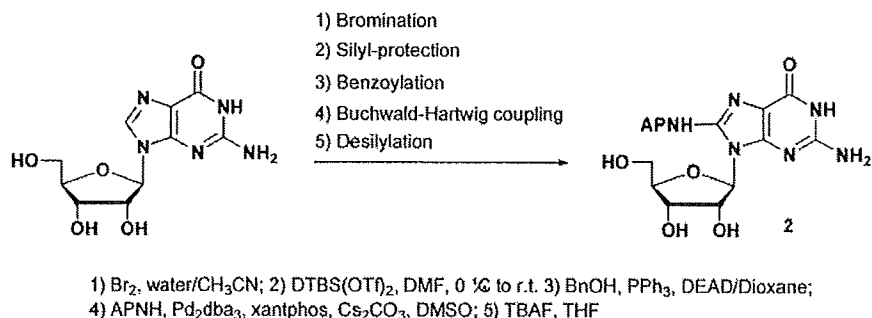 1) Bromination
2) Silyl-protection
3) Benzoylation
4) Buchwald-Hartwig coupling
5) Desilylation
O
N
NH
N
N
NH₂
HO
O
OH
OH
O
N
NH
APNH
N
N
NH₂
HO
O
OH
OH
2
1) Br₂, water/CH₃CN; 2) DTBS(OTf)₂, DMF, 0 ℃ to r.t. 3) BnOH, PPh₃, DEAD/Dioxane;
4) APNH, Pd₂dba₃, xantphos, Cs₂CO₃, DMSO; 5) TBAF, THF